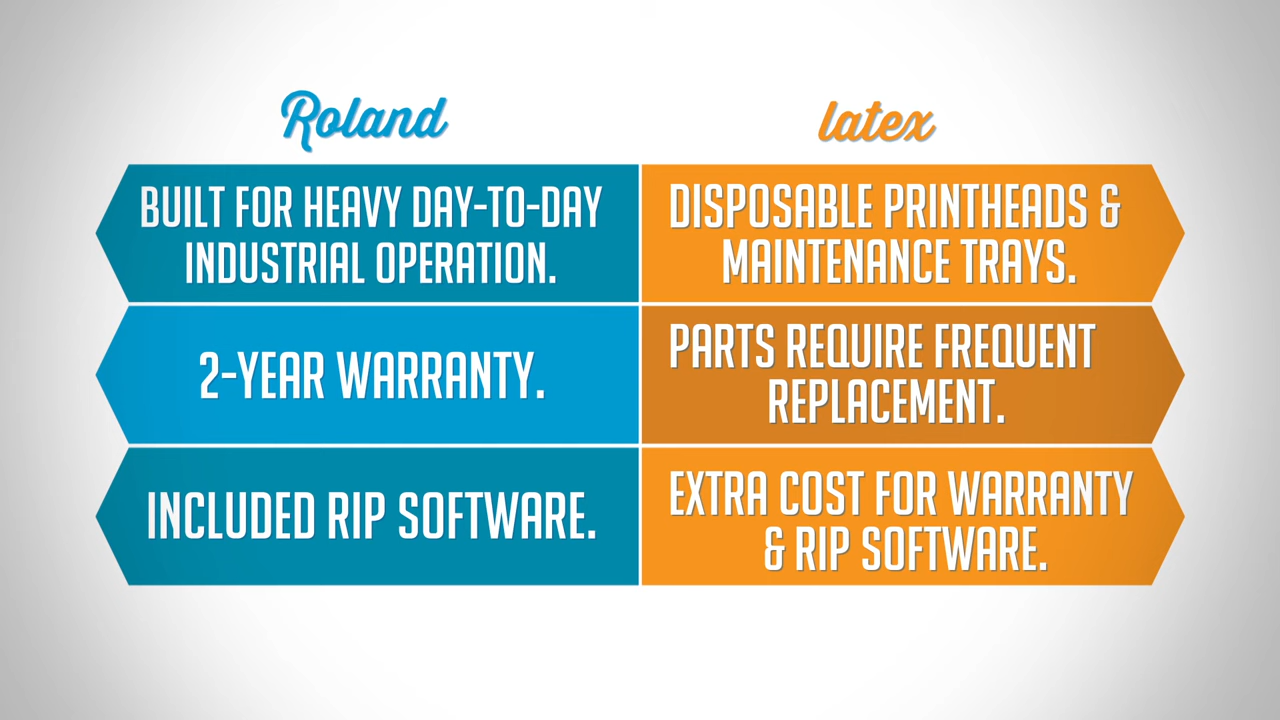 Roland
latex
BUILT FOR HEAVY DAY-TO-DAY
INDUSTRIAL OPERATION.
DISPOSABLE PRINTHEADS &
MAINTENANCE TRAYS.
2-YEAR WARRANTY.
PARTS REQUIRE FREQUENT
REPLACEMENT.
INCLUDED RIP SOFTWARE.
EXTRA COST FOR WARRANTY
& RIP SOFTWARE.